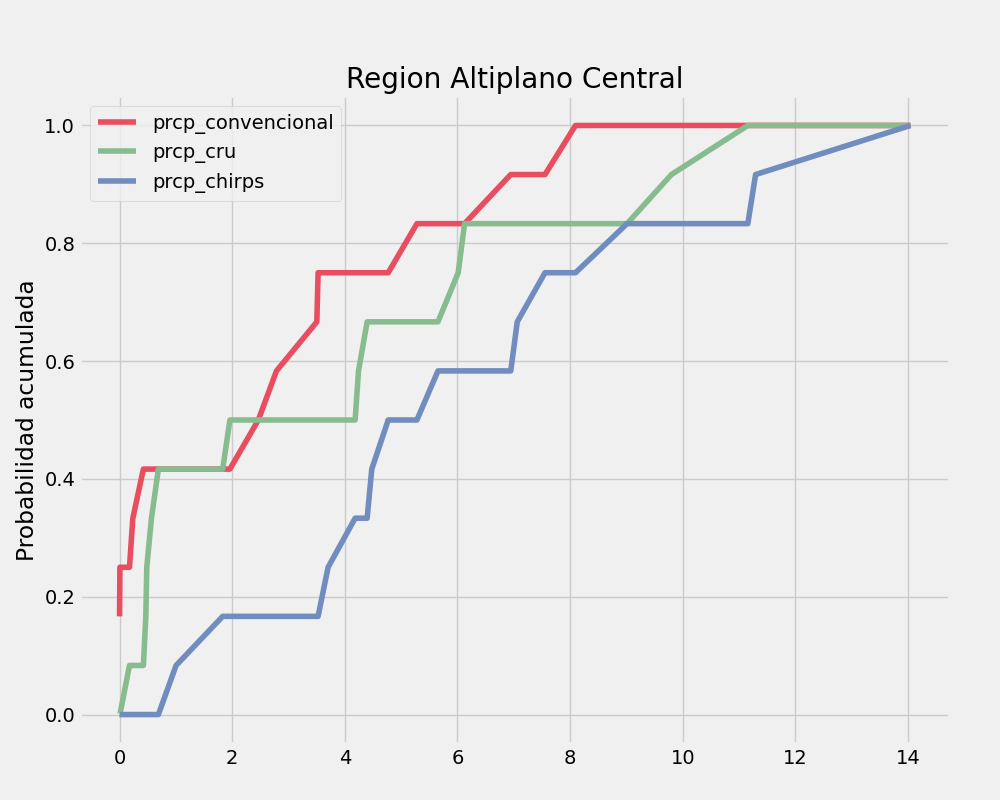 Region Altiplano Central
prcp_convencional
prcp_cru
prcp_chirps
Probabilidad acumulada
1.0
0.8
0.6
0.4
0.2
0.0
0 2 4 6 8 10 12 14